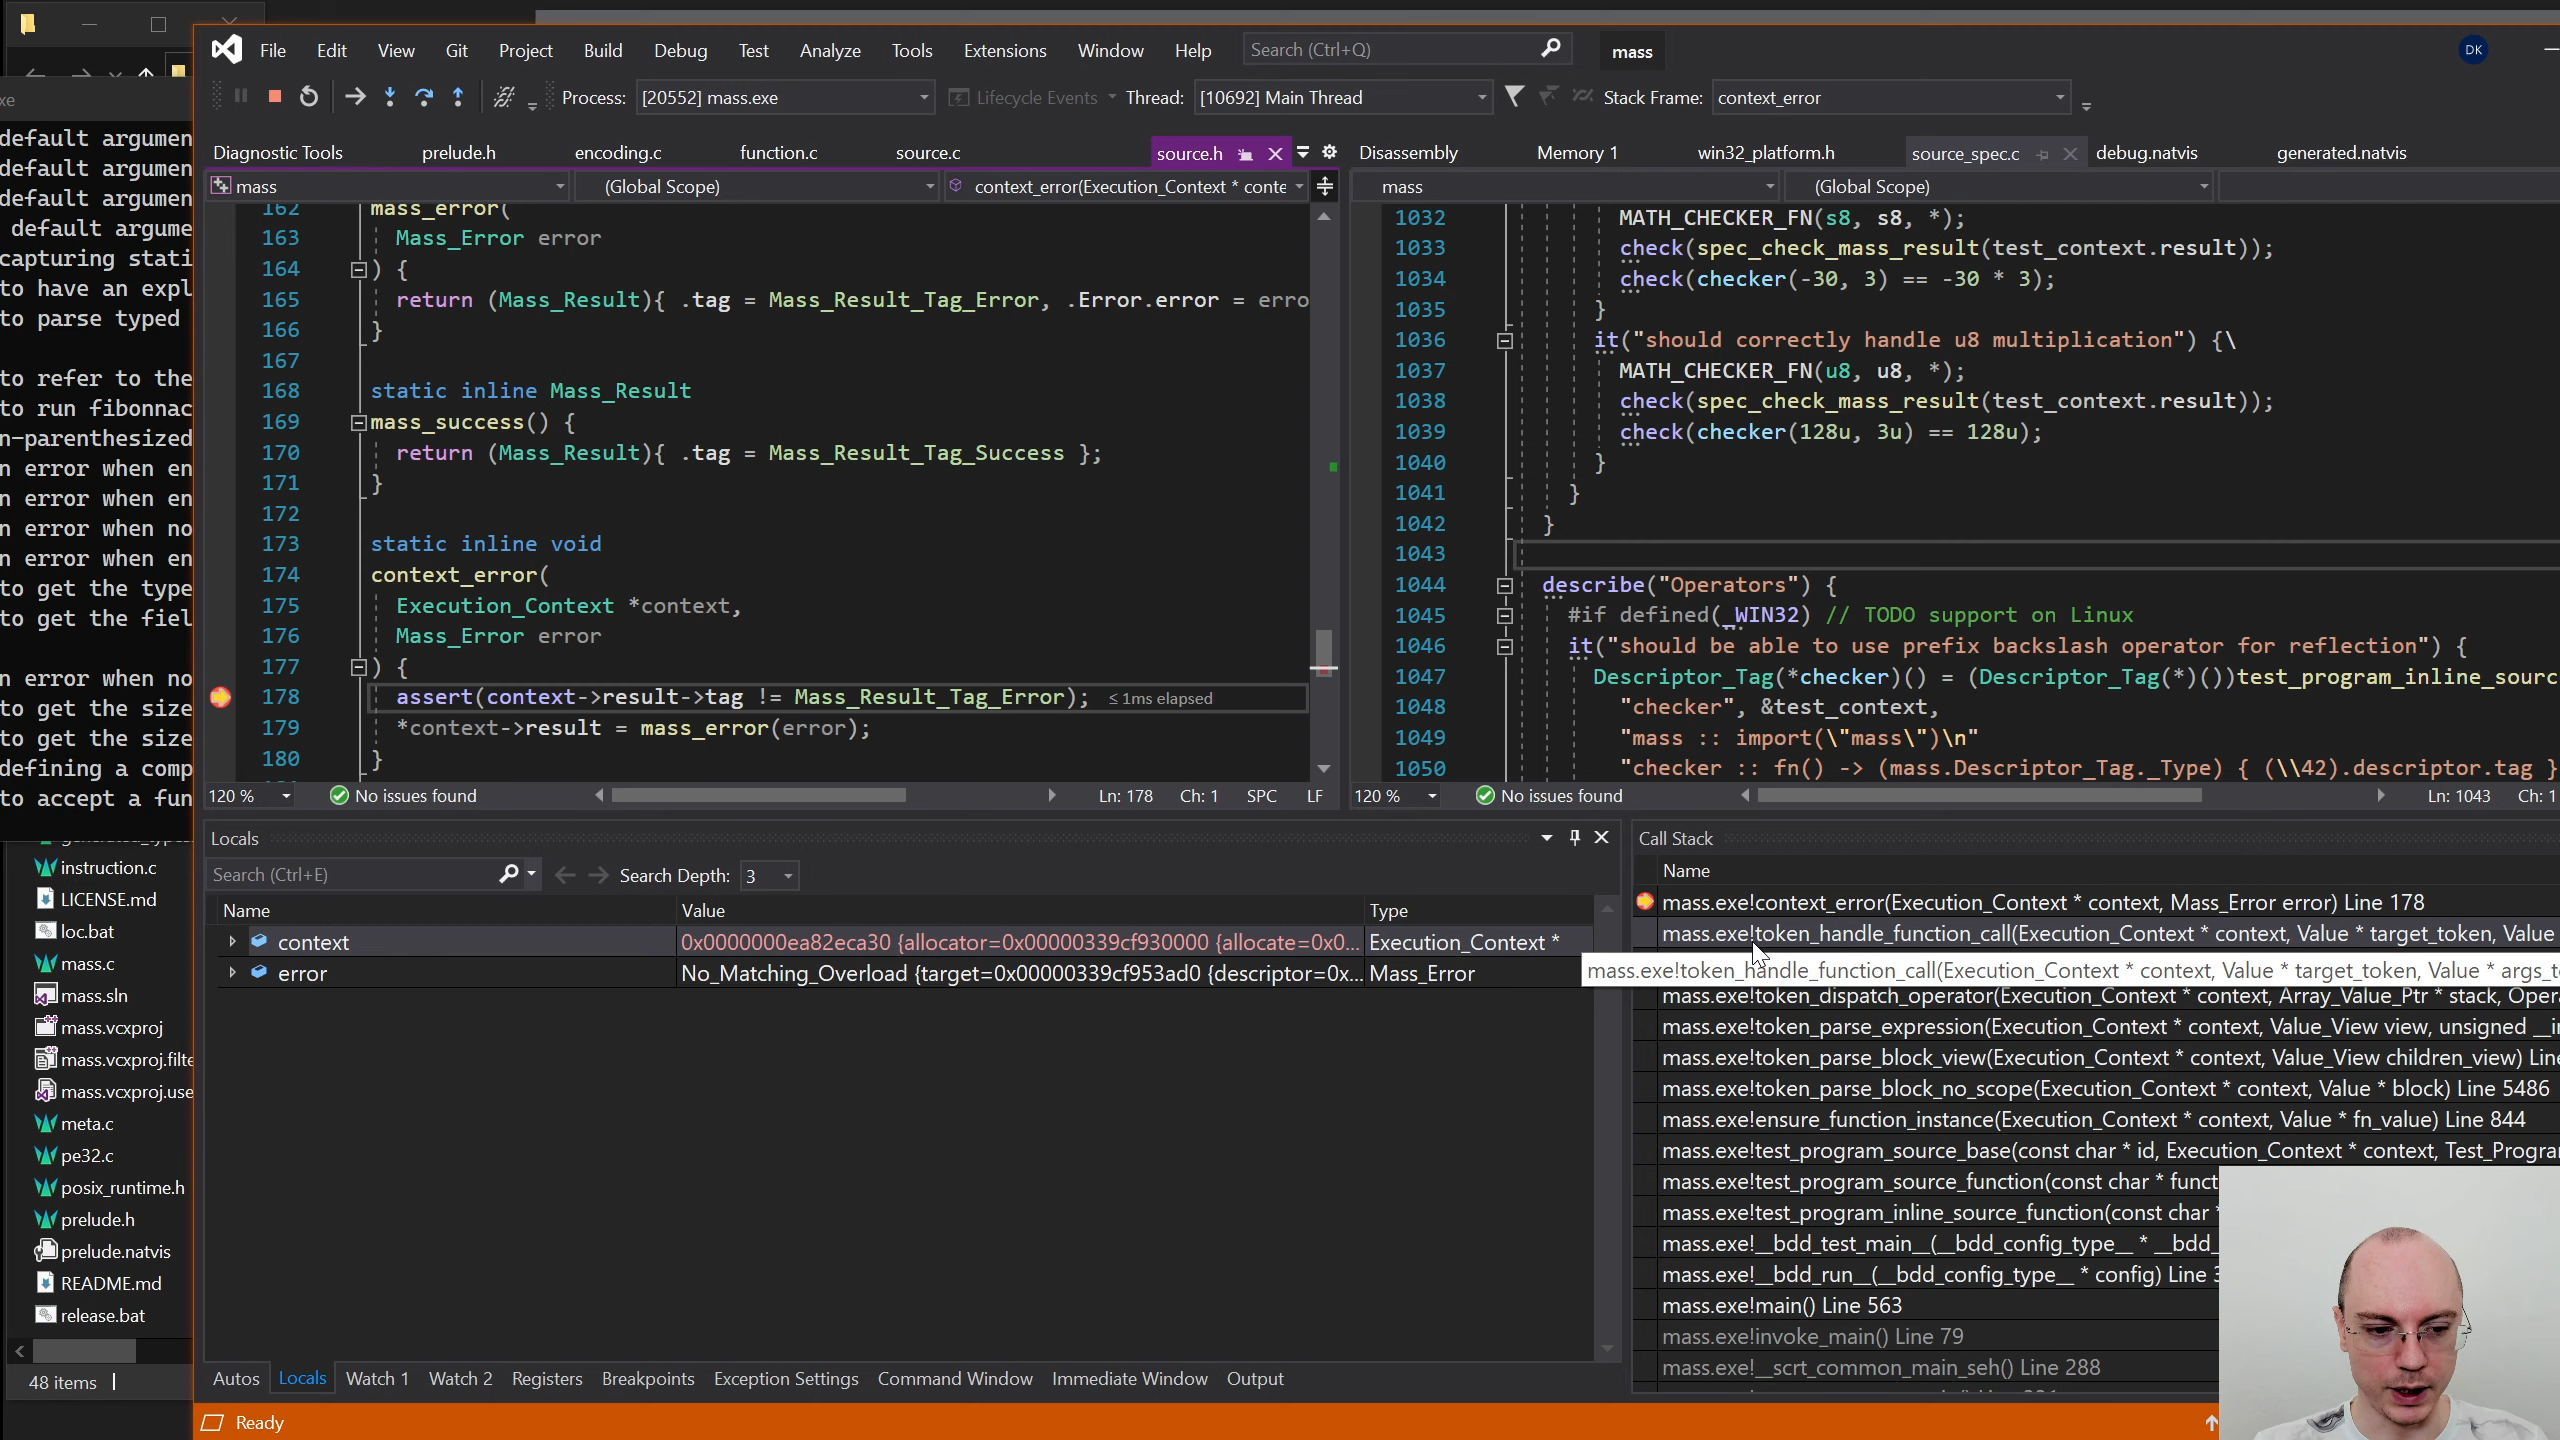 File Edit View Git Project Build Debug Test Analyze Tools Extensions Window Help Search (Ctrl+Q) mass DK
Process: [20552] mass.exe Lifecycle Events Thread: [10692] Main Thread Stack Frame: context_error
Diagnostic Tools prelude.h encoding.c function.c source.c source.h Disassembly Memory 1 win32_platform.h source_spec.c debug.natvis generated.natvis
mass (Global Scope) context_error(Execution_Context * conte
mass (Global Scope)
xe
default argumen
default argumen
default argumen
default argume
capturing stati
to have an expl
to parse typed
to refer to the
to run fibonnac
n-parenthesized
n error when en
n error when en
n error when no
n error when en
to get the type
to get the fiel
n error when no
to get the size
to get the size
defining a comp
to accept a fun
162 mass_error(
163 Mass_Error error
164 ) {
165 return (Mass_Result){ .tag = Mass_Result_Tag_Error, .Error.error = erro
166 }
167
168 static inline Mass_Result
169 mass_success() {
170 return (Mass_Result){ .tag = Mass_Result_Tag_Success };
171 }
172
173 static inline void
174 context_error(
175 Execution_Context *context,
176 Mass_Error error
177 ) {
178 assert(context->result->tag != Mass_Result_Tag_Error); ≤ 1ms elapsed
179 *context->result = mass_error(error);
180 }
120 % No issues found Ln: 178 Ch: 1 SPC LF
1032 MATH_CHECKER_FN(s8, s8, *);
1033 check(spec_check_mass_result(test_context.result));
1034 check(checker(-30, 3) == -30 * 3);
1035 }
1036 it("should correctly handle u8 multiplication") {\
1037 MATH_CHECKER_FN(u8, u8, *);
1038 check(spec_check_mass_result(test_context.result));
1039 check(checker(128u, 3u) == 128u);
1040 }
1041 }
1042 }
1043
1044 describe("Operators") {
1045 #if defined(_WIN32) // TODO support on Linux
1046 it("should be able to use prefix backslash operator for reflection") {
1047 Descriptor_Tag(*checker)() = (Descriptor_Tag(*)())test_program_inline_sourc
1048 "checker", &test_context,
1049 "mass :: import(\"mass\")\n"
1050 "checker :: fn() -> (mass.Descriptor_Tag._Type) { (\\42).descriptor.tag }
120 % No issues found Ln: 1043 Ch: 1
instruction.c
LICENSE.md
loc.bat
mass.c
mass.sln
mass.vcxproj
mass.vcxproj.filte
mass.vcxproj.use
meta.c
pe32.c
posix_runtime.h
prelude.h
prelude.natvis
README.md
release.bat
48 items
Locals
Search (Ctrl+E) Search Depth: 3
Name Value Type
context 0x0000000ea82eca30 {allocator=0x00000339cf930000 {allocate=0x0... Execution_Context *
error No_Matching_Overload {target=0x00000339cf953ad0 {descriptor=0x... Mass_Error
Autos Locals Watch 1 Watch 2 Registers Breakpoints Exception Settings Command Window Immediate Window Output
Call Stack
Name
mass.exe!context_error(Execution_Context * context, Mass_Error error) Line 178
mass.exe!token_handle_function_call(Execution_Context * context, Value * target_token, Value
mass.exe!token_handle_function_call(Execution_Context * context, Value * target_token, Value * args_t
mass.exe!token_dispatch_operator(Execution_Context * context, Array_Value_Ptr * stack, Oper
mass.exe!token_parse_expression(Execution_Context * context, Value_View view, unsigned __i
mass.exe!token_parse_block_view(Execution_Context * context, Value_View children_view) Line
mass.exe!token_parse_block_no_scope(Execution_Context * context, Value * block) Line 5486
mass.exe!ensure_function_instance(Execution_Context * context, Value * fn_value) Line 844
mass.exe!test_program_source_base(const char * id, Execution_Context * context, Test_Progra
mass.exe!test_program_source_function(const char * funct
mass.exe!test_program_inline_source_function(const char *
mass.exe!__bdd_test_main__(__bdd_config_type__ * __bdd_
mass.exe!__bdd_run__(__bdd_config_type__ * config) Line 3
mass.exe!main() Line 563
mass.exe!invoke_main() Line 79
mass.exe!__scrt_common_main_seh() Line 288
Ready